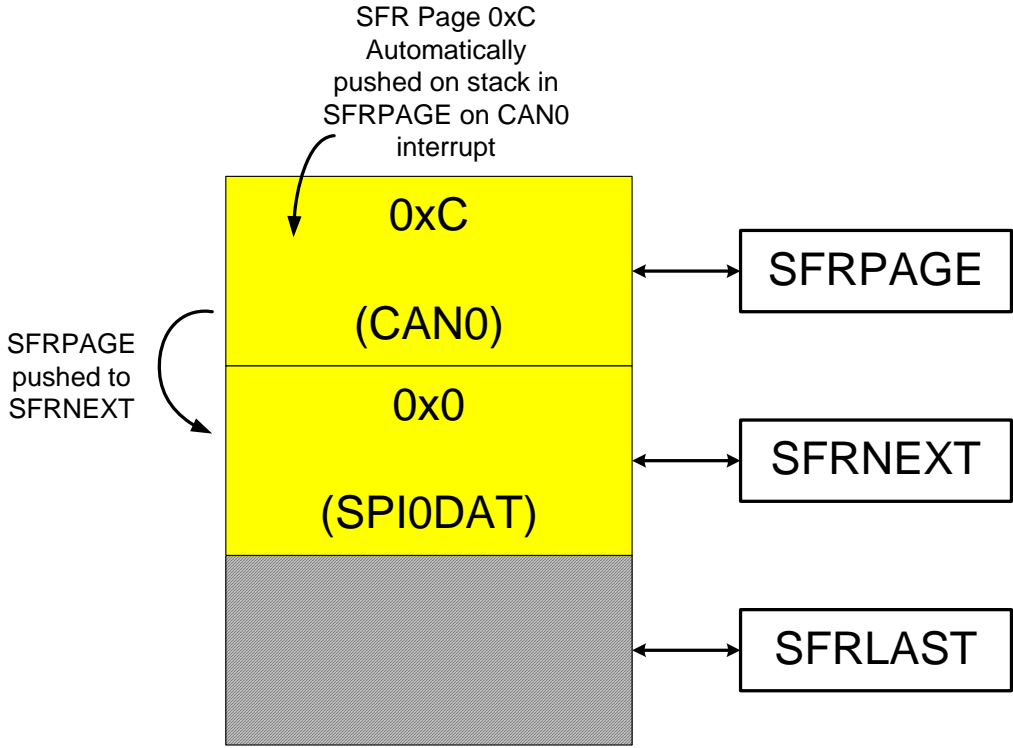 SFR Page 0xC
Automatically
pushed on stack in
SFRPAGE on CAN0
interrupt
0xC
(CAN0)
SFRPAGE
SFRPAGE
pushed to
SFRNEXT
0x0
(SPI0DAT)
SFRNEXT
SFRLAST